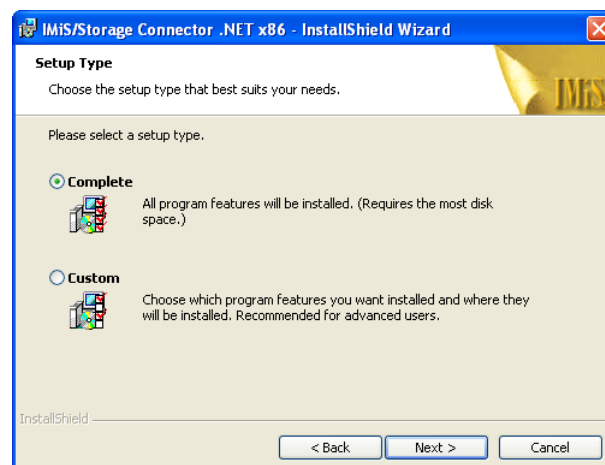 IMiS/Storage Connector .NET x86 - InstallShield Wizard
Setup Type
Choose the setup type that best suits your needs.
IMiS
Please select a setup type.
Complete
All program features will be installed. (Requires the most disk
space.)
Custom
Choose which program features you want installed and where they
will be installed. Recommended for advanced users.
InstallShield
< Back
Next >
Cancel